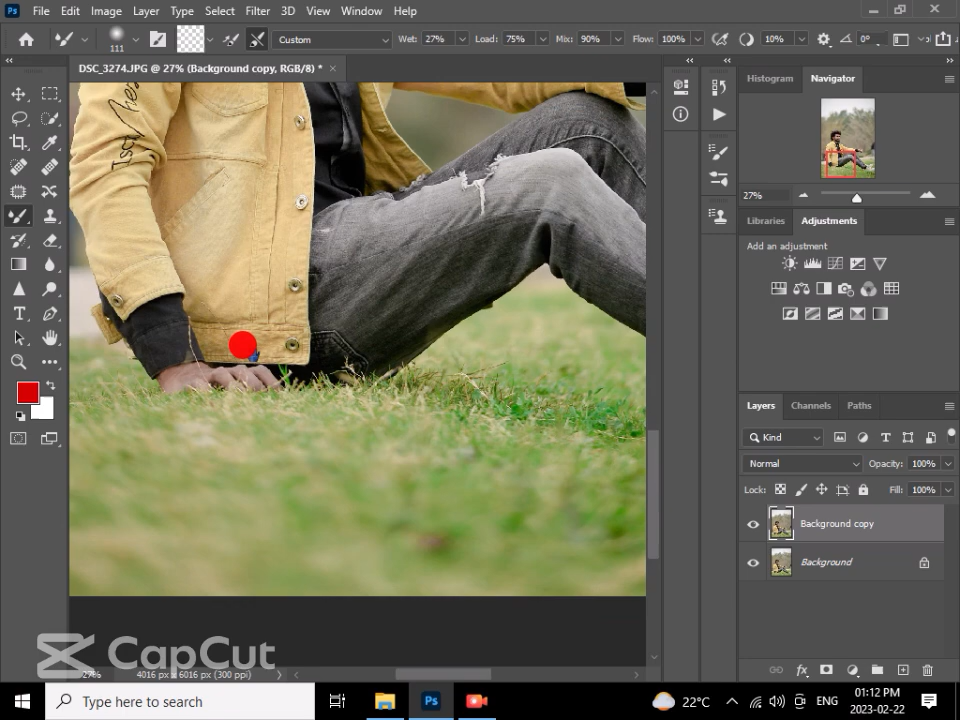 Ps File Edit Image Layer Type Select Filter 3D View Window Help
111 Custom Wet: 27% Load: 75% Mix: 90% Flow: 100% 10% 0°
DSC_3274.JPG @ 27% (Background copy, RGB/8) * ×
Histogram Navigator
27%
Libraries Adjustments
Add an adjustment
Layers Channels Paths
Kind
Normal Opacity: 100%
Lock: Fill: 100%
Background copy
Background
CapCut
27% 4016 px x 6016 px (300 ppi)
Type here to search
Ps
22°C ENG
01:12 PM
2023-02-22